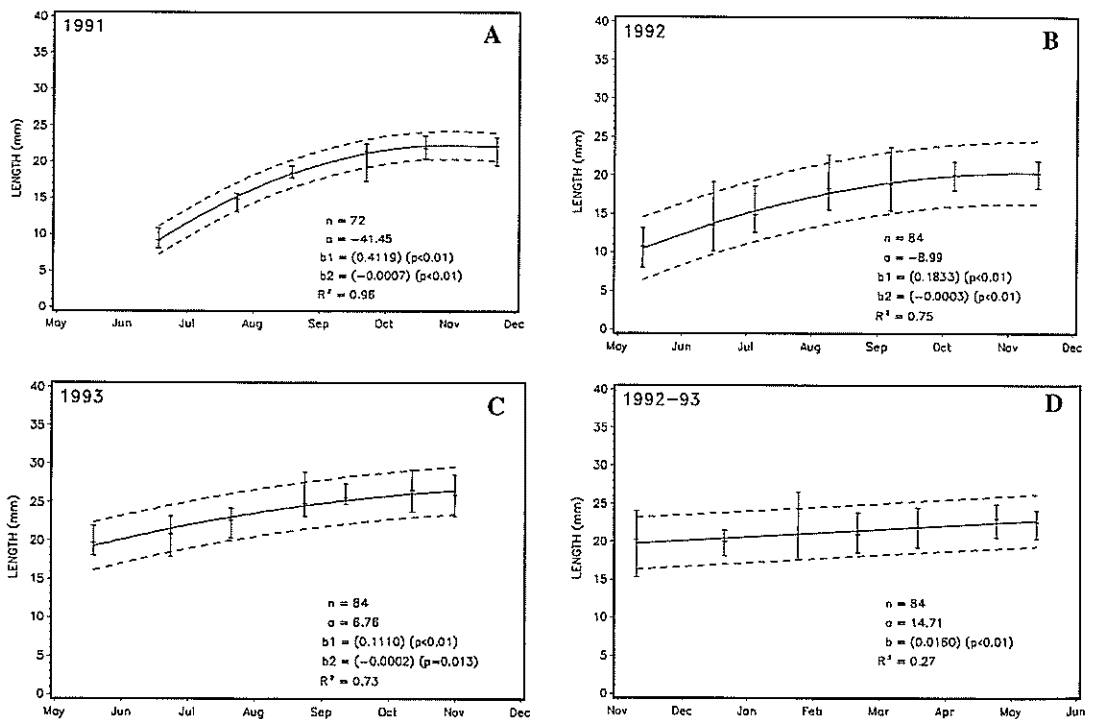 1991
A
LENGTH (mm)
40
35
30
25
20
15
10
5
0
n = 72
a = -41.45
b1 = (0.4119) (p<0.01)
b2 = (-0.0007) (p<0.01)
R² = 0.96
May Jun Jul Aug Sep Oct Nov Dec
1992
B
LENGTH (mm)
40
35
30
25
20
15
10
5
0
n = 84
a = -8.99
b1 = (0.1833) (p<0.01)
b2 = (-0.0003) (p<0.01)
R² = 0.75
May Jun Jul Aug Sep Oct Nov Dec
1993
C
LENGTH (mm)
40
35
30
25
20
15
10
5
0
n = 84
a = 6.76
b1 = (0.1110) (p<0.01)
b2 = (-0.0002) (p=0.013)
R² = 0.73
May Jun Jul Aug Sep Oct Nov Dec
1992-93
D
LENGTH (mm)
40
35
30
25
20
15
10
5
0
n = 84
a = 14.71
b = (0.0160) (p<0.01)
R² = 0.27
Nov Dec Jan Feb Mar Apr May Jun